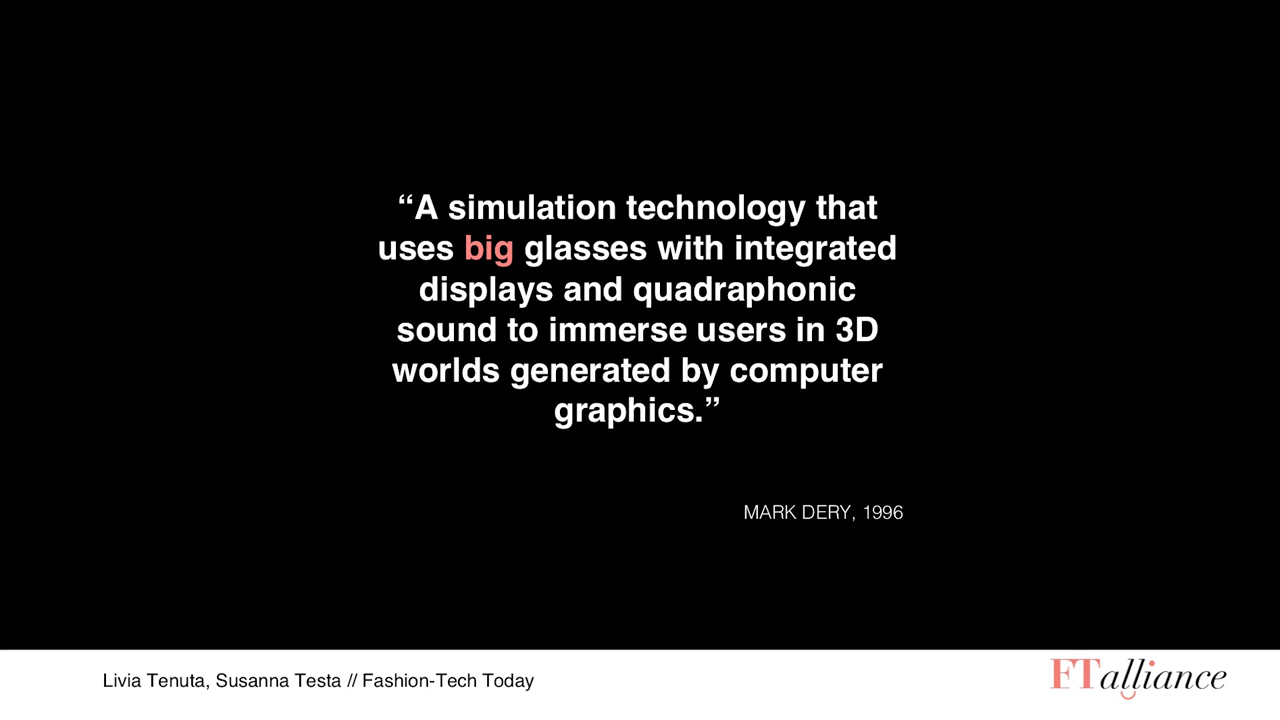 “A simulation technology that
uses big glasses with integrated
displays and quadraphonic
sound to immerse users in 3D
worlds generated by computer
graphics.”
MARK DERY, 1996
Livia Tenuta, Susanna Testa // Fashion-Tech Today
FTalliance